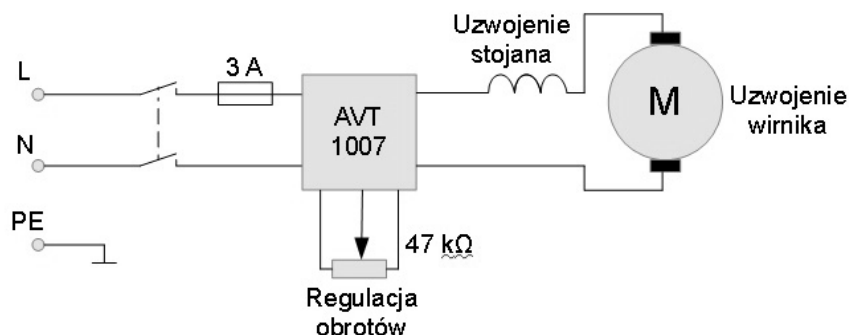 Uzwojenie
stojana
L
3 A
AVT
1007
M
Uzwojenie
wirnika
N
PE
47 kΩ
Regulacja
obrotów